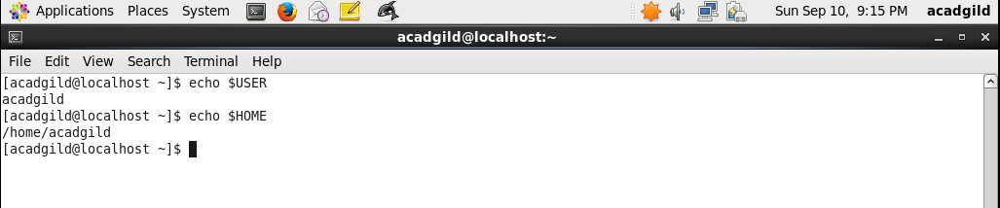 Applications Places System Sun Sep 10, 9:15 PM acadgild
acadgild@localhost:~
File Edit View Search Terminal Help
[acadgild@localhost ~]$ echo $USER
acadgild
[acadgild@localhost ~]$ echo $HOME
/home/acadgild
[acadgild@localhost ~]$